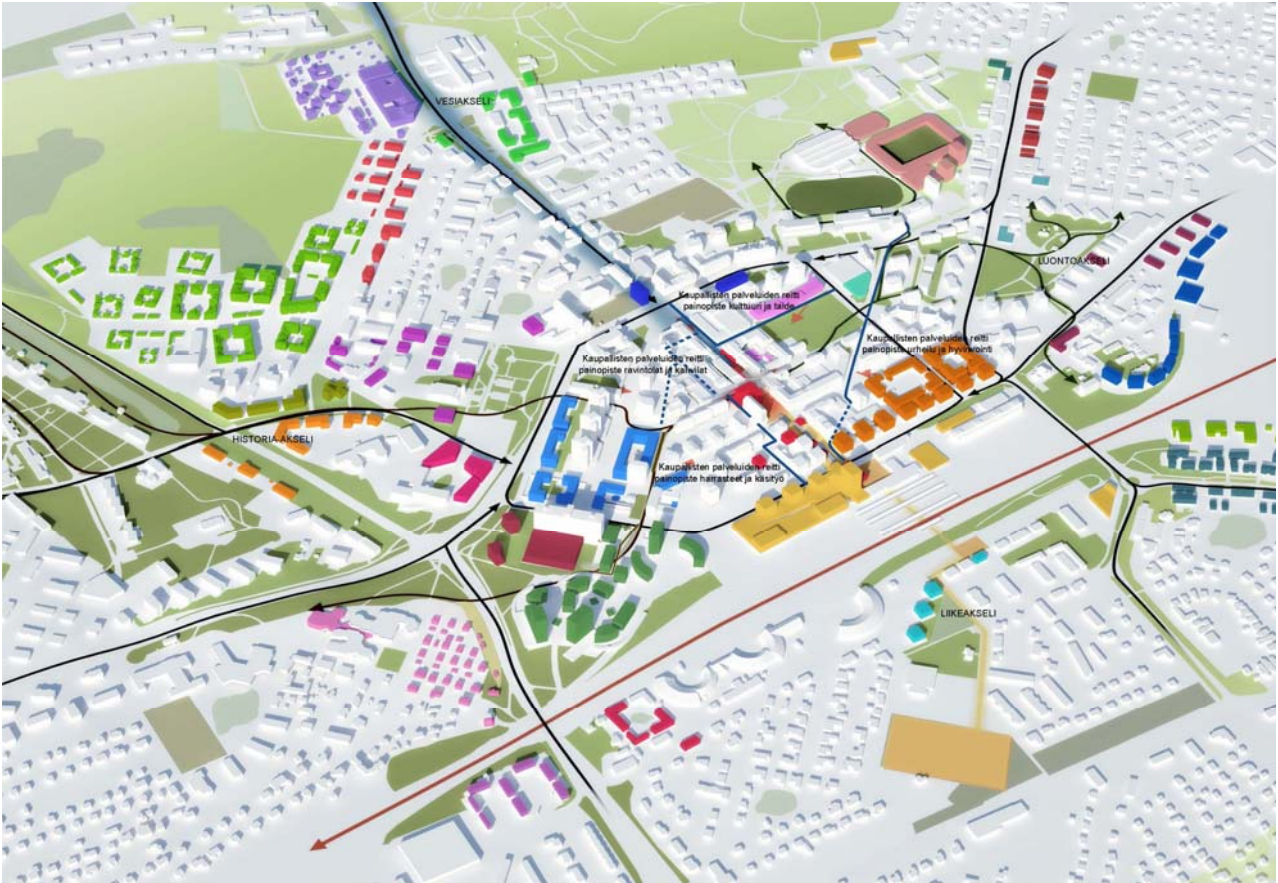 VESIAKSELI
LUONTOAKSELI
Kaupallisten palveluiden reitti
painopiste kulttuuri ja taide
Kaupallisten palveluiden reitti
painopiste urheilu ja hyvinvointi
Kaupallisten palveluiden reitti
painopiste ravintolat ja kahvilat
HISTORIA-AKSELI
Kaupallisten palveluiden reitti
painopiste harrasteet ja käsityö
LIIKEAKSELI